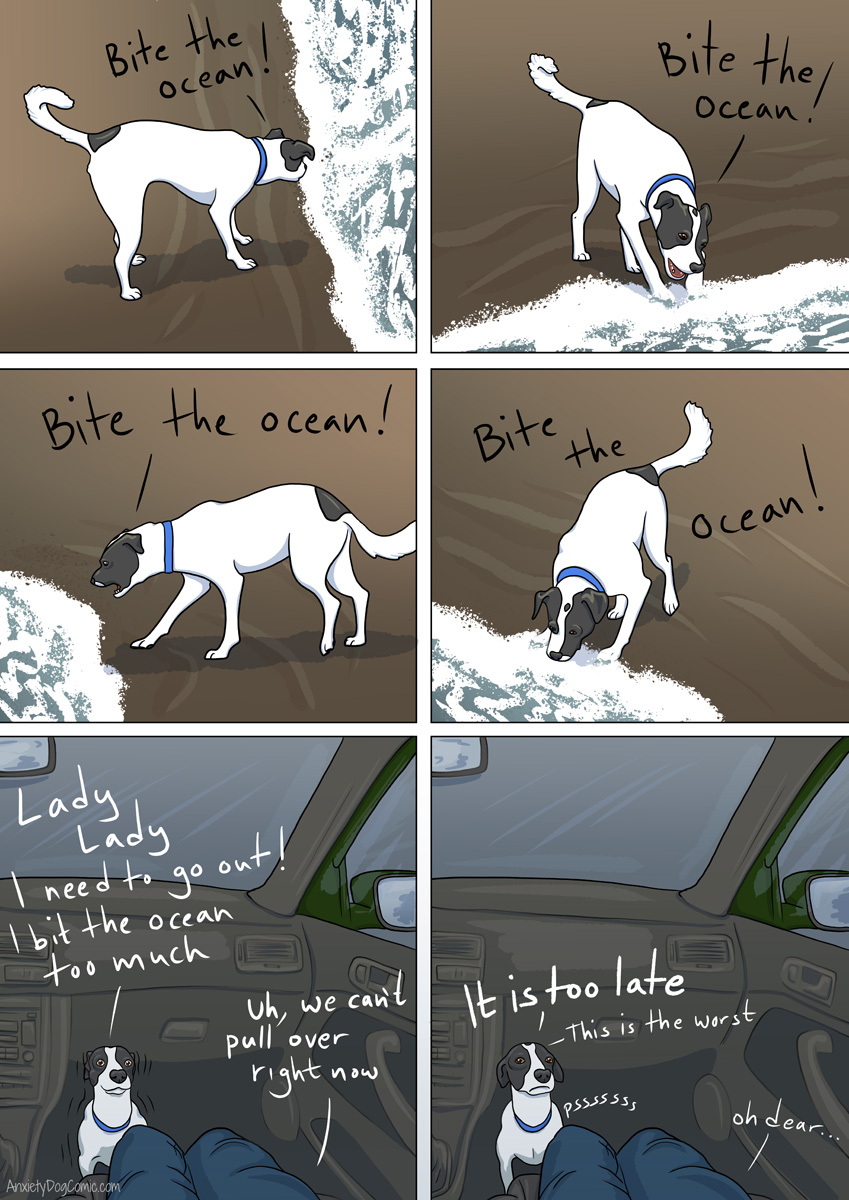 Bite the
ocean!
Bite the
ocean!
Bite the ocean!
Bite
the
ocean!
Lady
Lady
I need to go out!
I bit the ocean
too much
Uh, we can't
pull over
right now
AnxietyDogComic.com
It is too late
This is the worst
psssssss
oh dear...